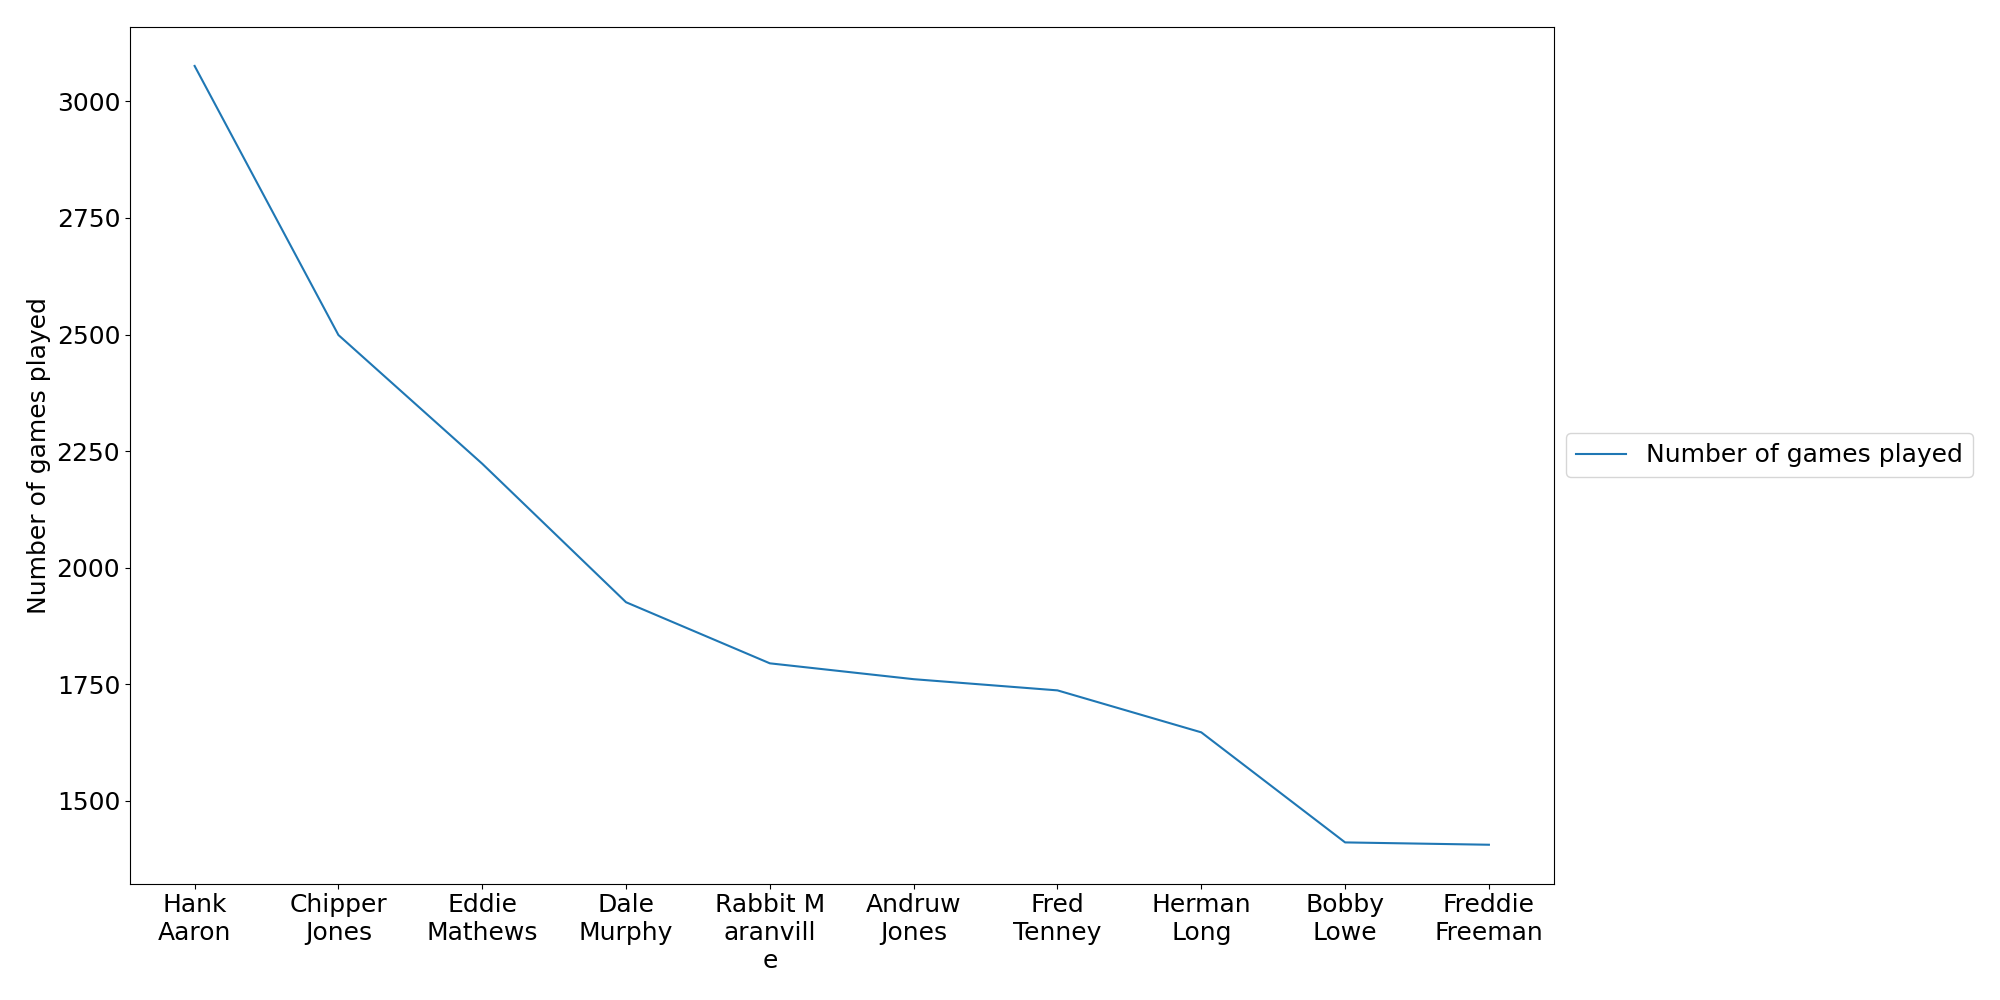 Number of games played
3000
2750
2500
2250
2000
1750
1500
Hank
Aaron
Chipper
Jones
Eddie
Mathews
Dale
Murphy
Rabbit M
aranvill
e
Andruw
Jones
Fred
Tenney
Herman
Long
Bobby
Lowe
Freddie
Freeman
Number of games played